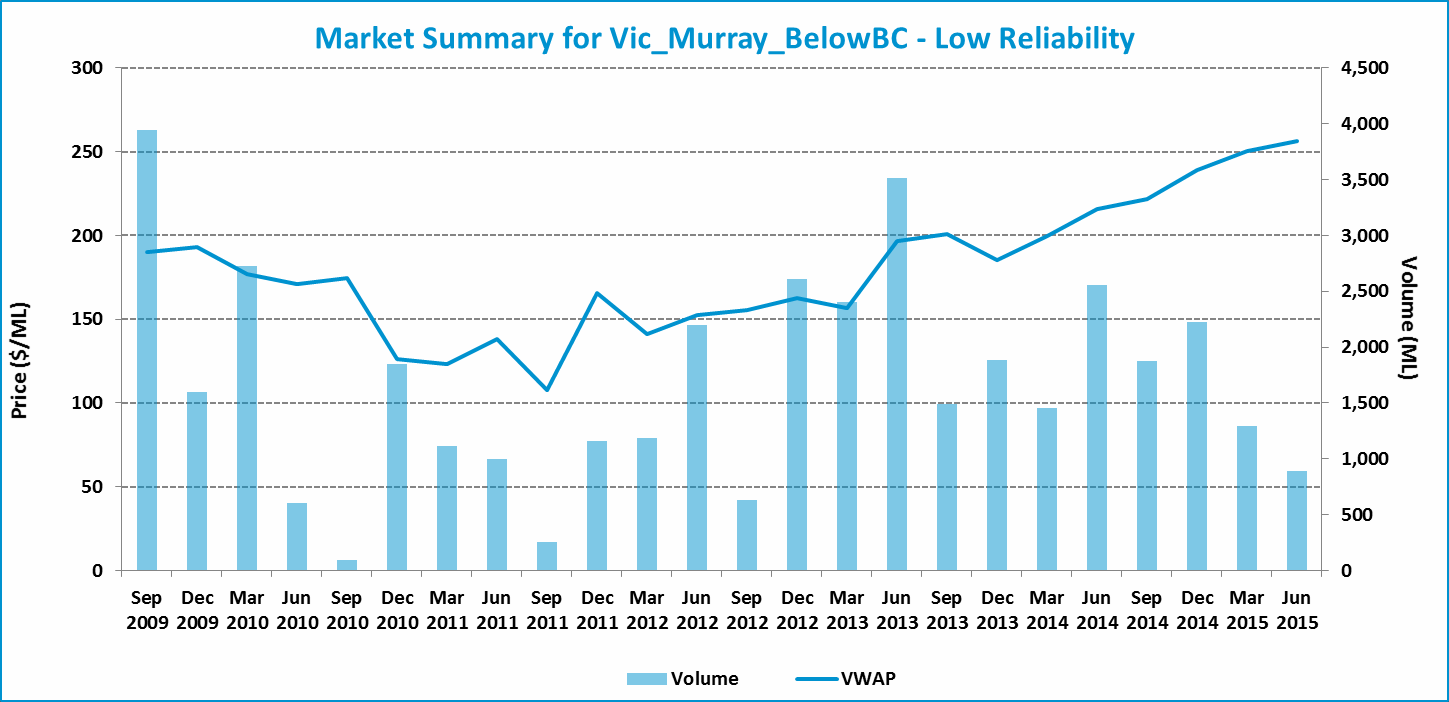 Market Summary for Vic_Murray_BelowBC - Low Reliability
300
250
200
150
100
50
0
Price ($/ML)
4,500
4,000
3,500
3,000
2,500
2,000
1,500
1,000
500
0
Volume (ML)
Sep Dec Mar Jun Sep Dec Mar Jun Sep Dec Mar Jun Sep Dec Mar Jun Sep Dec Mar Jun Sep Dec Mar Jun
2009 2009 2010 2010 2010 2010 2011 2011 2011 2011 2012 2012 2012 2012 2013 2013 2013 2013 2014 2014 2014 2014 2015 2015
Volume VWAP